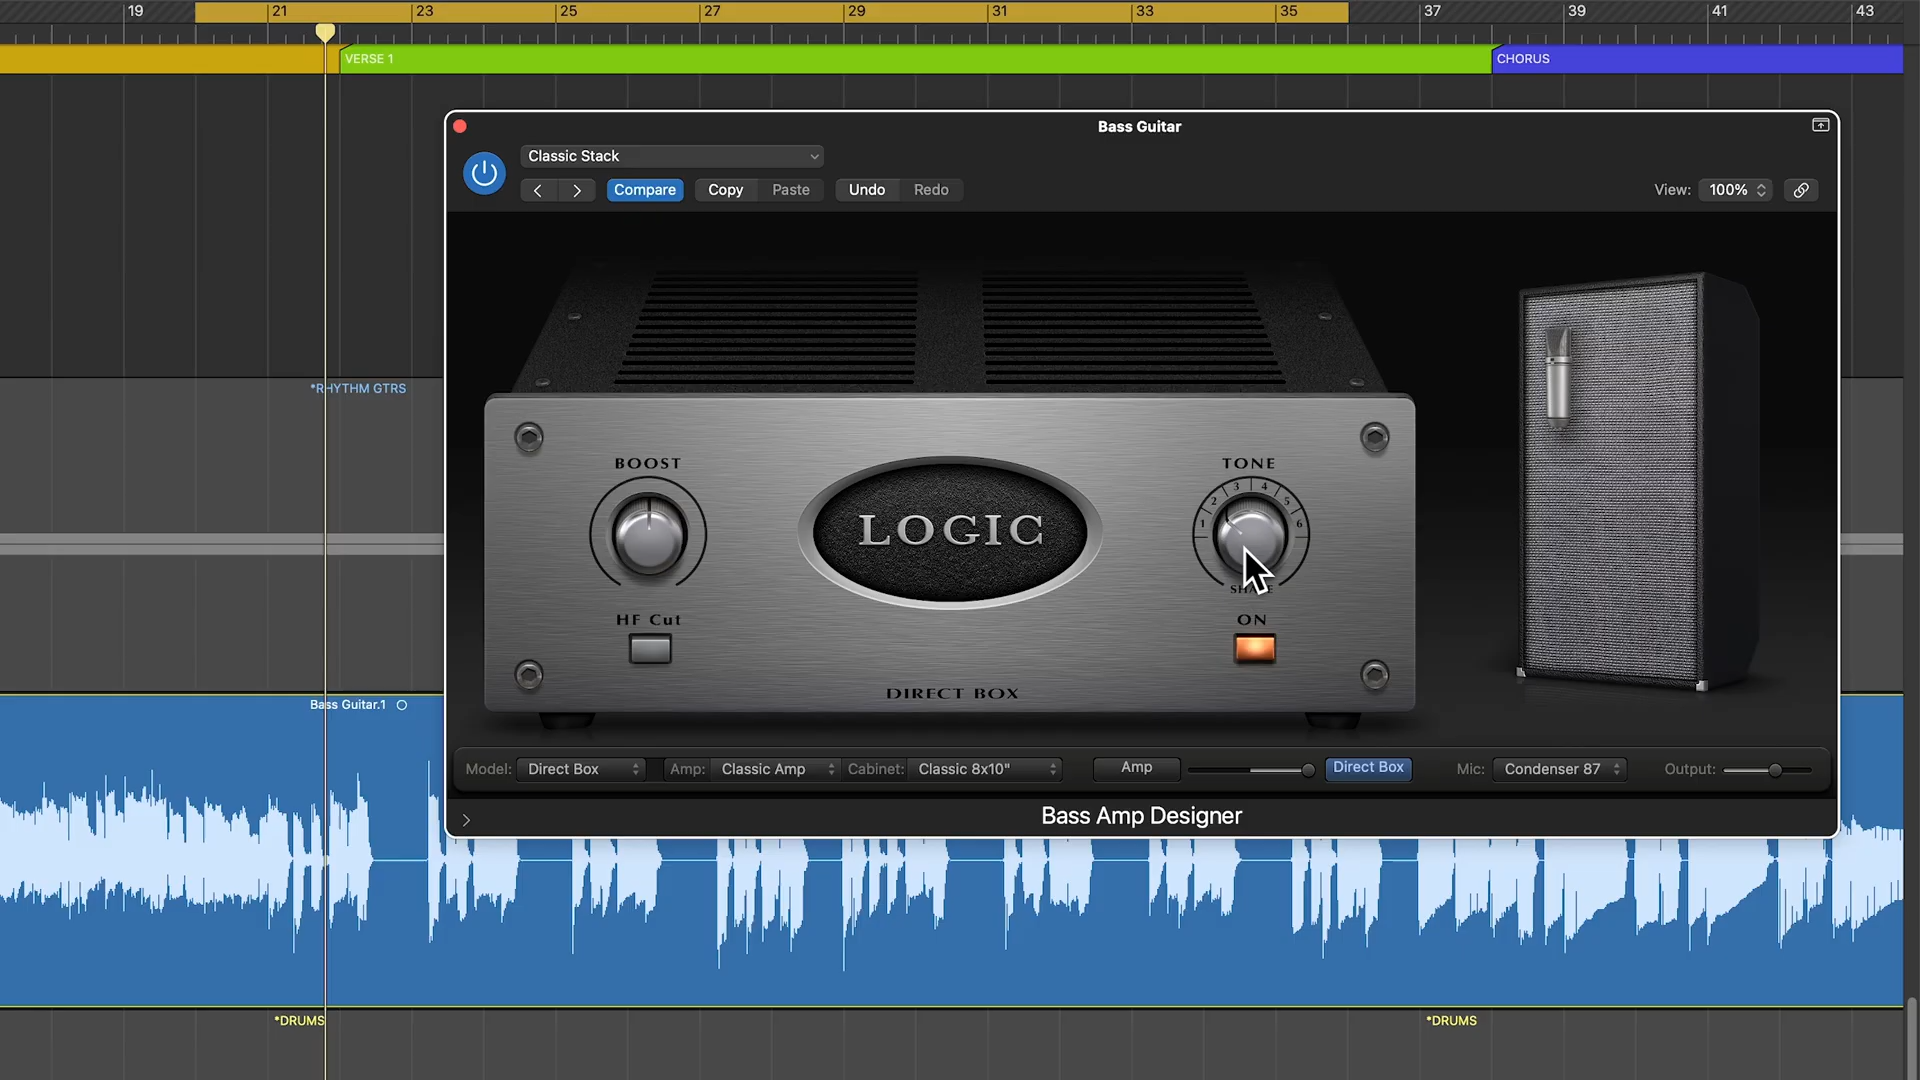 19 21 23 25 27 29 31 33 35 37 39 41 43
VERSE 1 CHORUS
Bass Guitar
Classic Stack
Compare Copy Paste Undo Redo View: 100%
*RHYTHM GTRS
BOOST TONE
1 2 3 4 5 6
LOGIC
HF Cut ON
DIRECT BOX
Bass Guitar.1
Model: Direct Box Amp: Classic Amp Cabinet: Classic 8x10" Amp Direct Box Mic: Condenser 87 Output:
Bass Amp Designer
*DRUMS *DRUMS